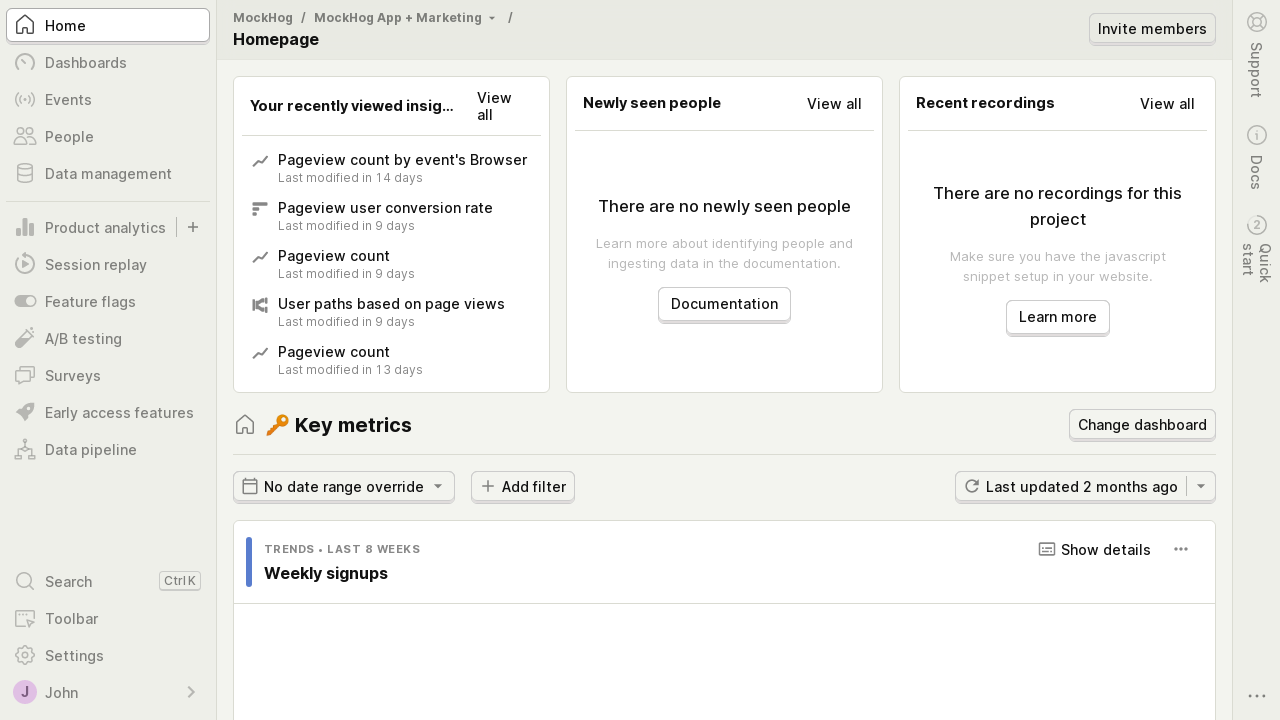 Home
Dashboards
Events
People
Data management
Product analytics
Session replay
Feature flags
A/B testing
Surveys
Early access features
Data pipeline
Search
Ctrl K
Toolbar
Settings
J John
MockHog / MockHog App + Marketing /
Homepage
Invite members
Your recently viewed insig...
View all
Pageview count by event's Browser
Last modified in 14 days
Pageview user conversion rate
Last modified in 9 days
Pageview count
Last modified in 9 days
User paths based on page views
Last modified in 9 days
Pageview count
Last modified in 13 days
Newly seen people
View all
There are no newly seen people
Learn more about identifying people and
ingesting data in the documentation.
Documentation
Recent recordings
View all
There are no recordings for this
project
Make sure you have the javascript
snippet setup in your website.
Learn more
🔑 Key metrics
Change dashboard
No date range override
Add filter
Last updated 2 months ago
TRENDS • LAST 8 WEEKS
Show details
Weekly signups
Support
Docs
2
Quick
start